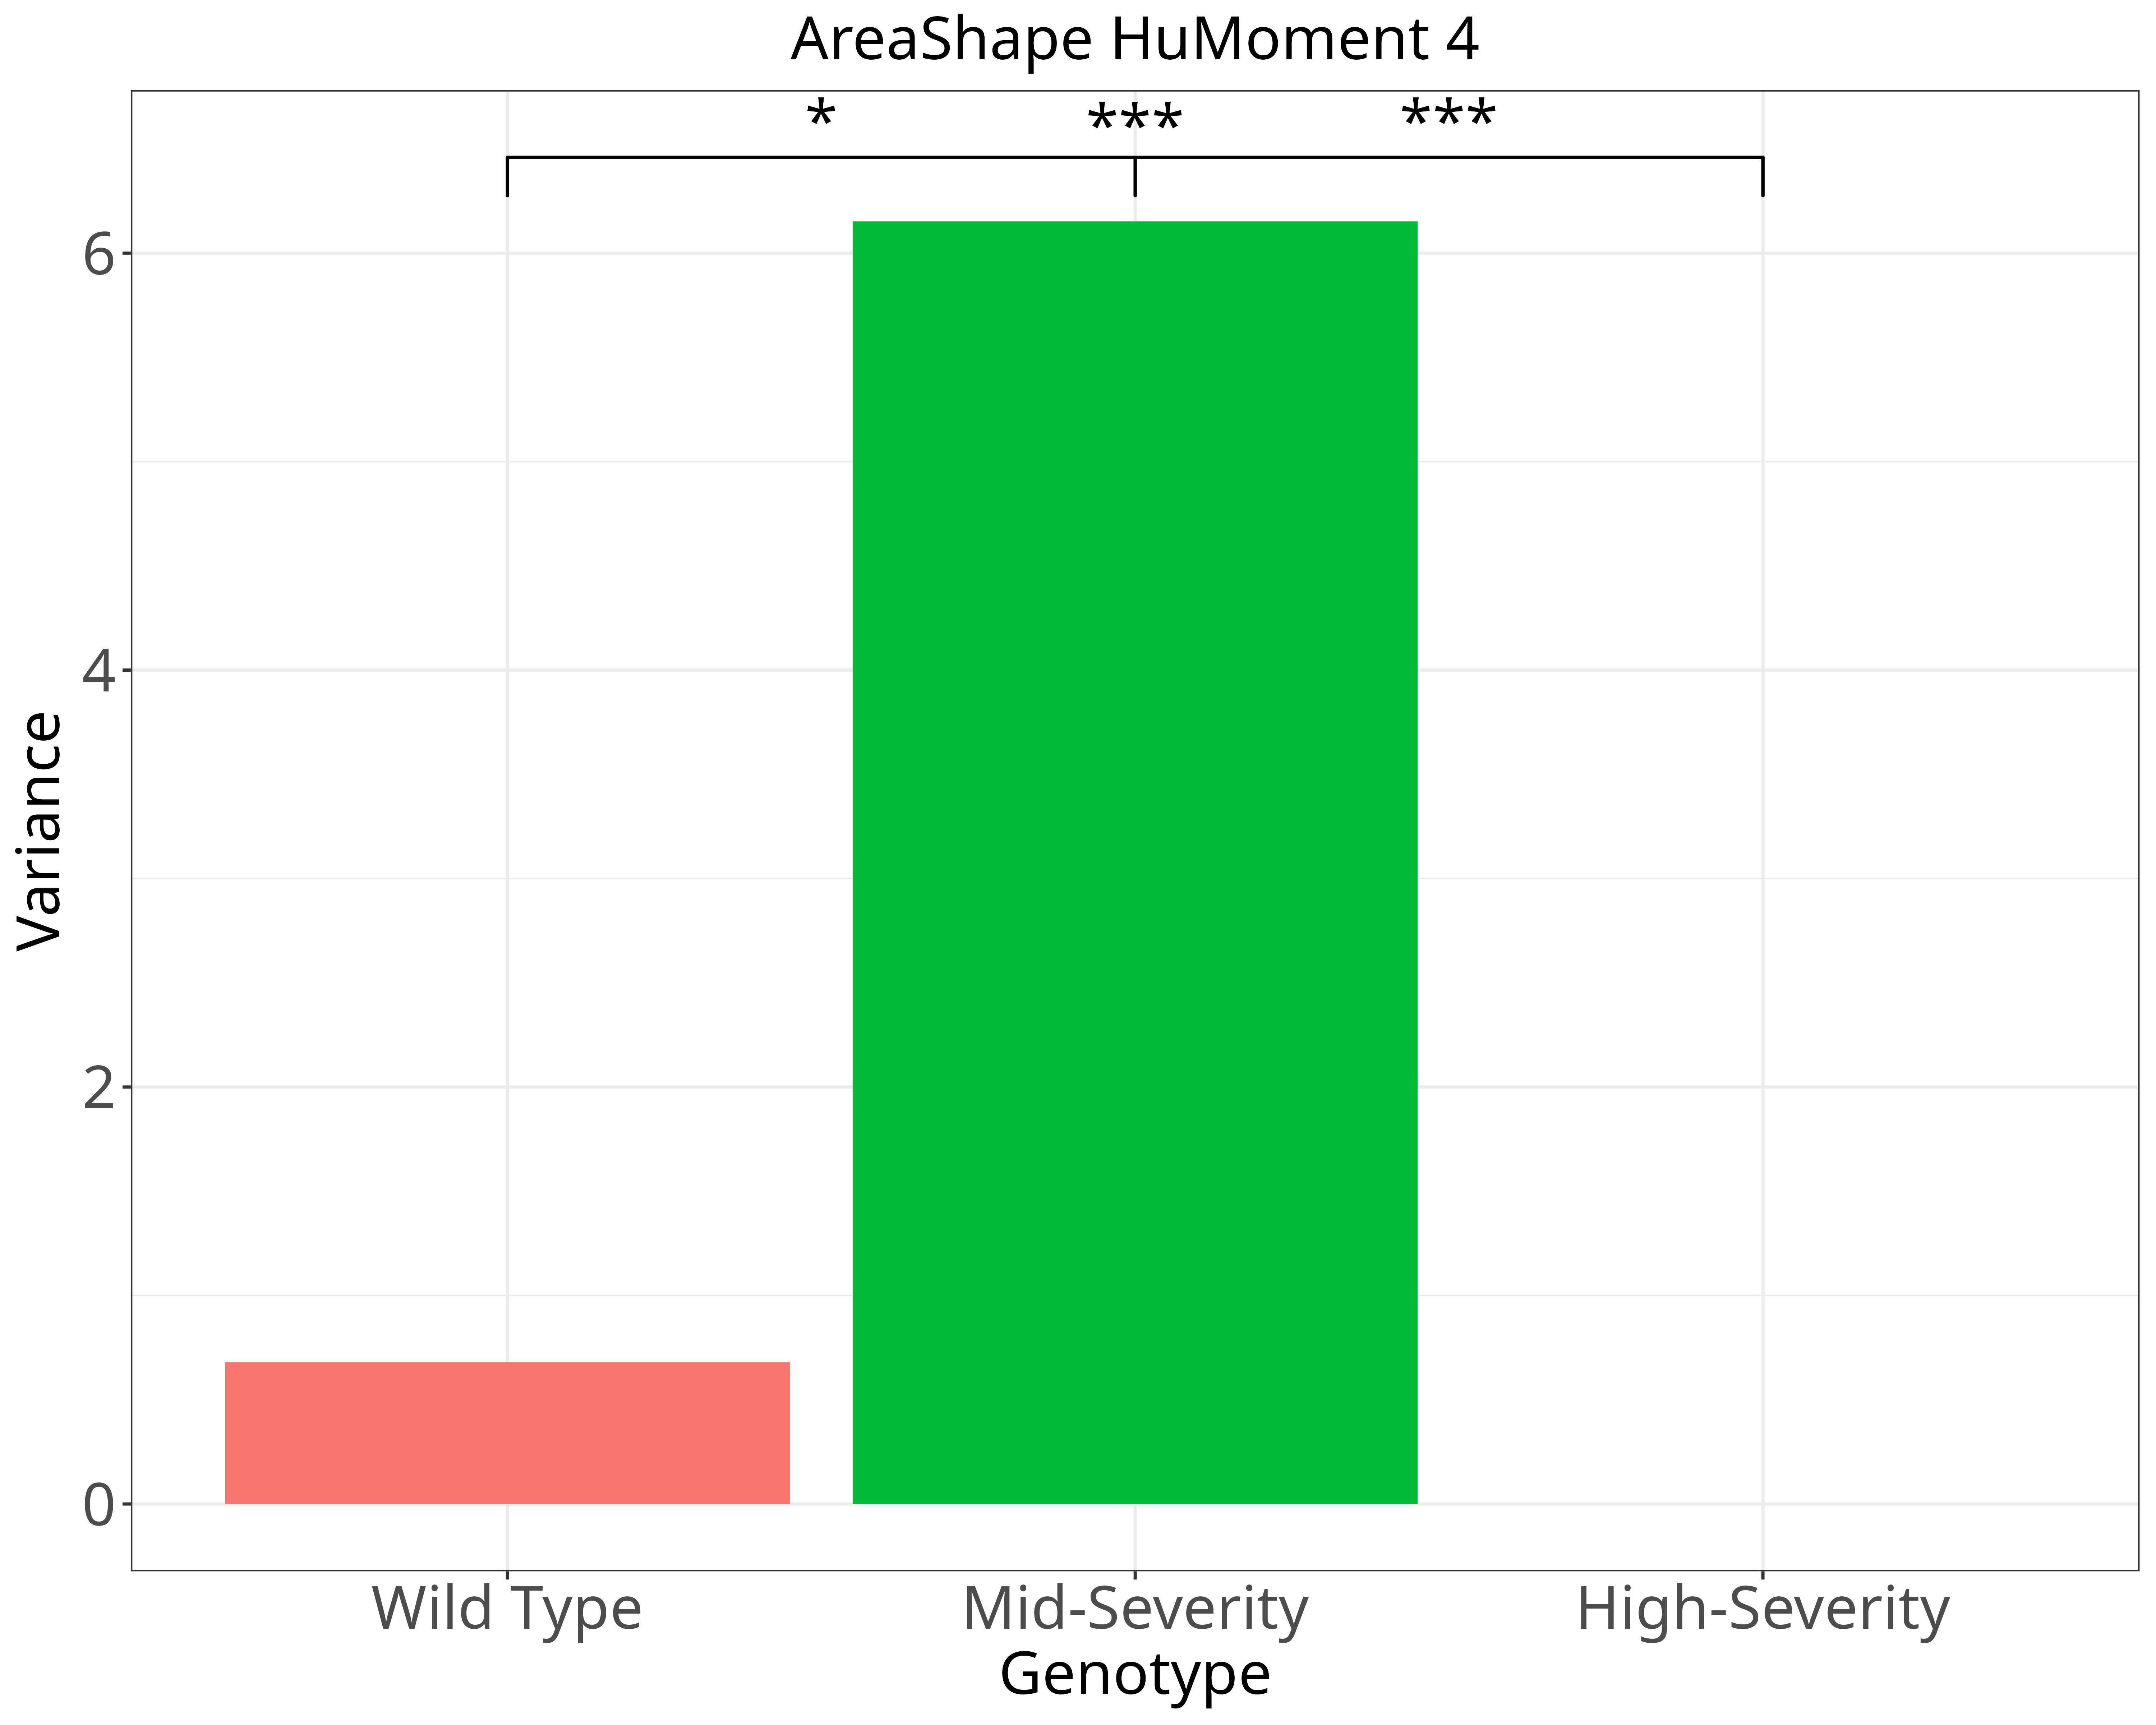 AreaShape HuMoment 4
* *** ***
6
4
2
0
Variance
Wild Type Mid-Severity High-Severity
Genotype